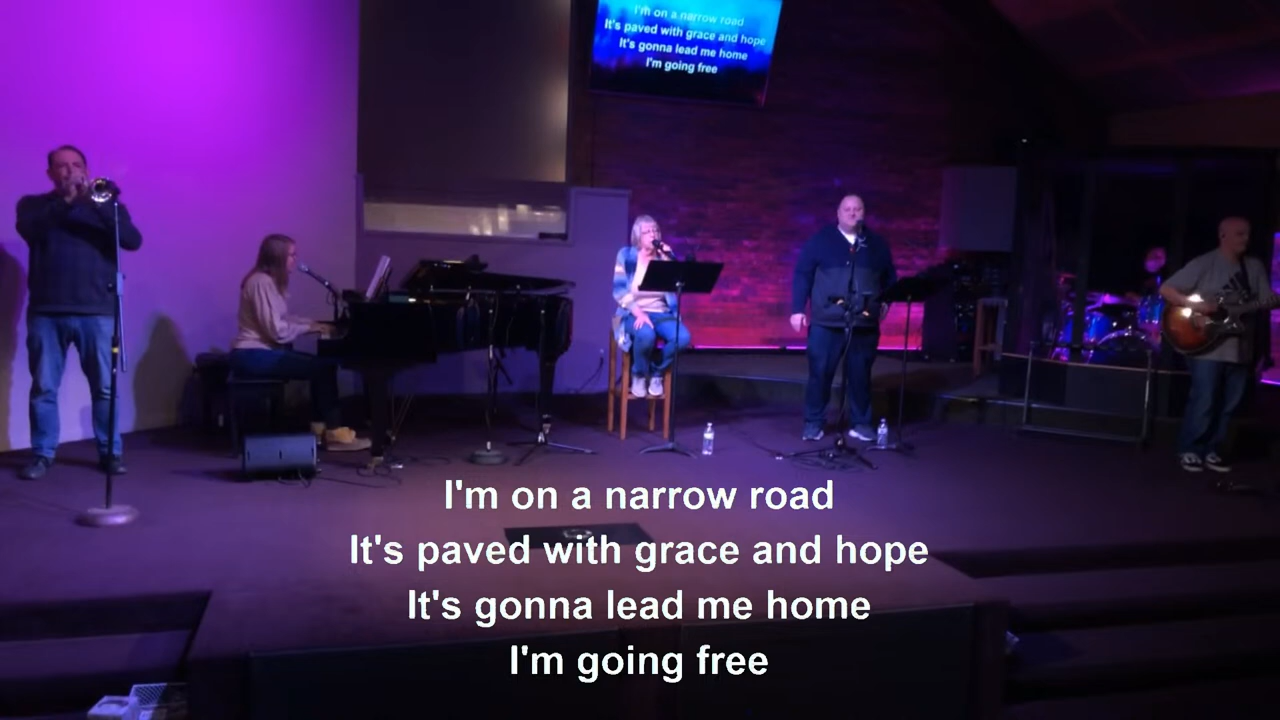 I'm on a narrow road
It's paved with grace and hope
It's gonna lead me home
I'm going free
I'm on a narrow road
It's paved with grace and hope
It's gonna lead me home
I'm going free